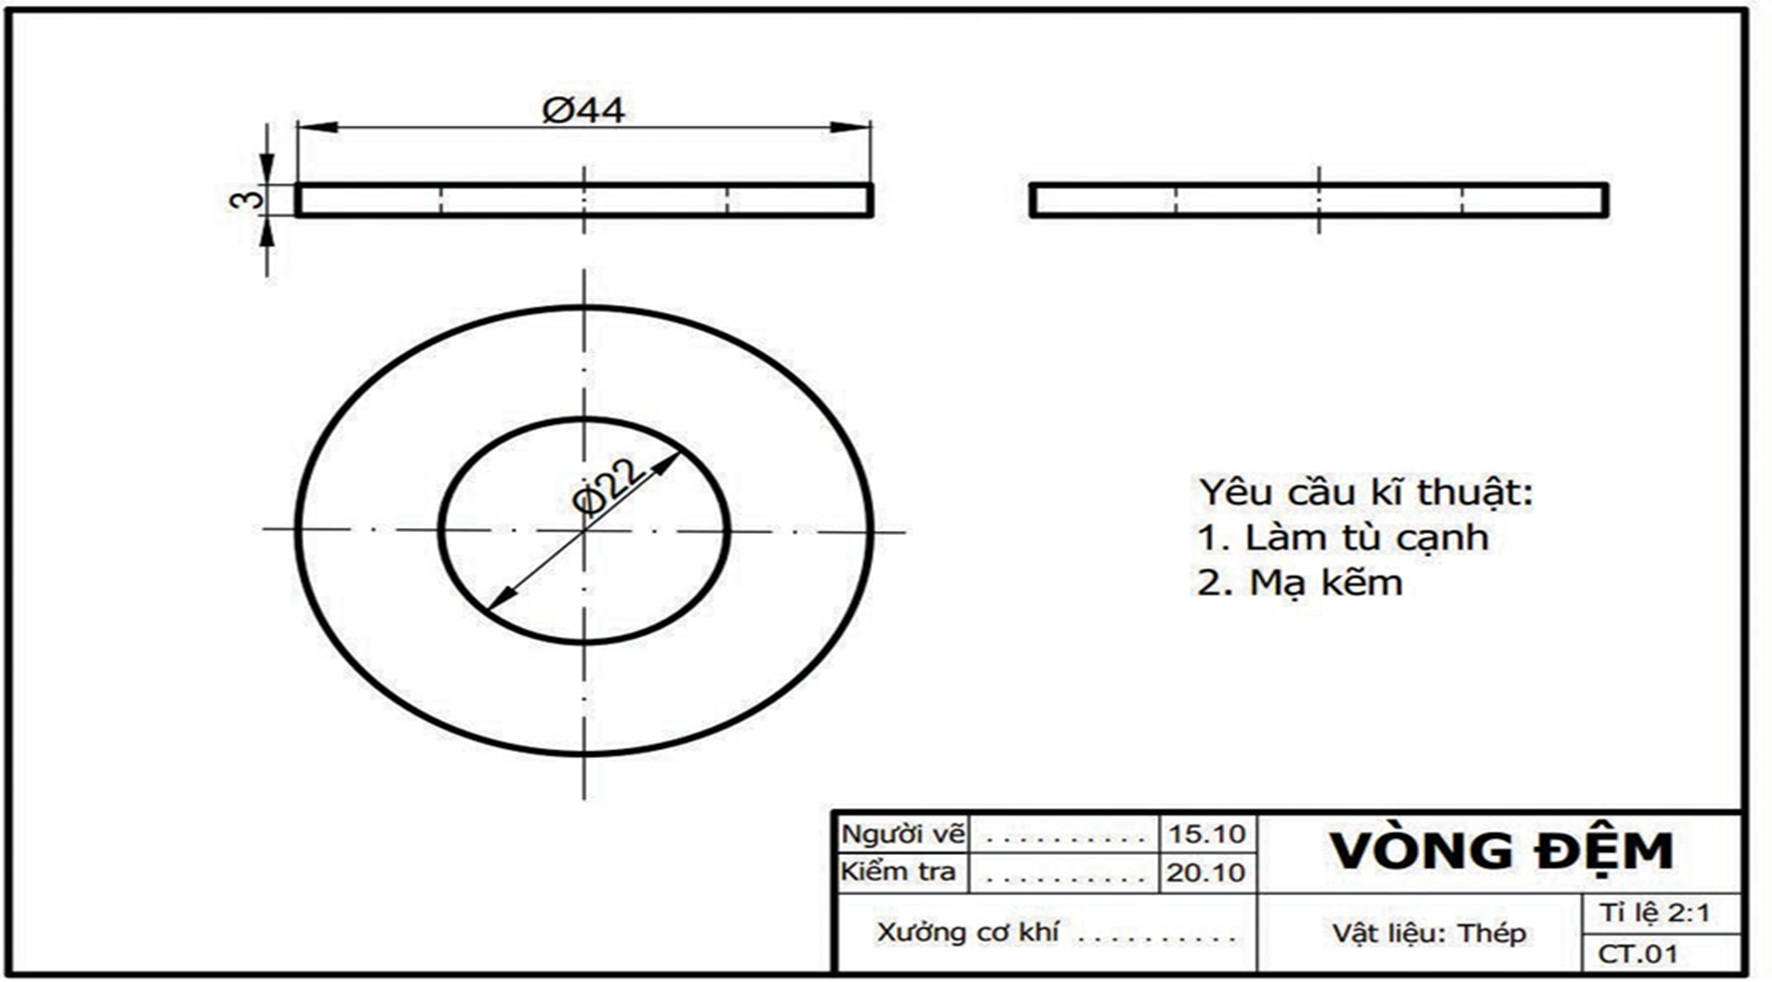 Ø44
3
Ø22
Yêu cầu kĩ thuật:
1. Làm tù cạnh
2. Mạ kẽm
Người vẽ .......... 15.10
Kiểm tra .......... 20.10
VÒNG ĐỆM
Xưởng cơ khí ..........
Vật liệu: Thép
Tỉ lệ 2:1
CT.01